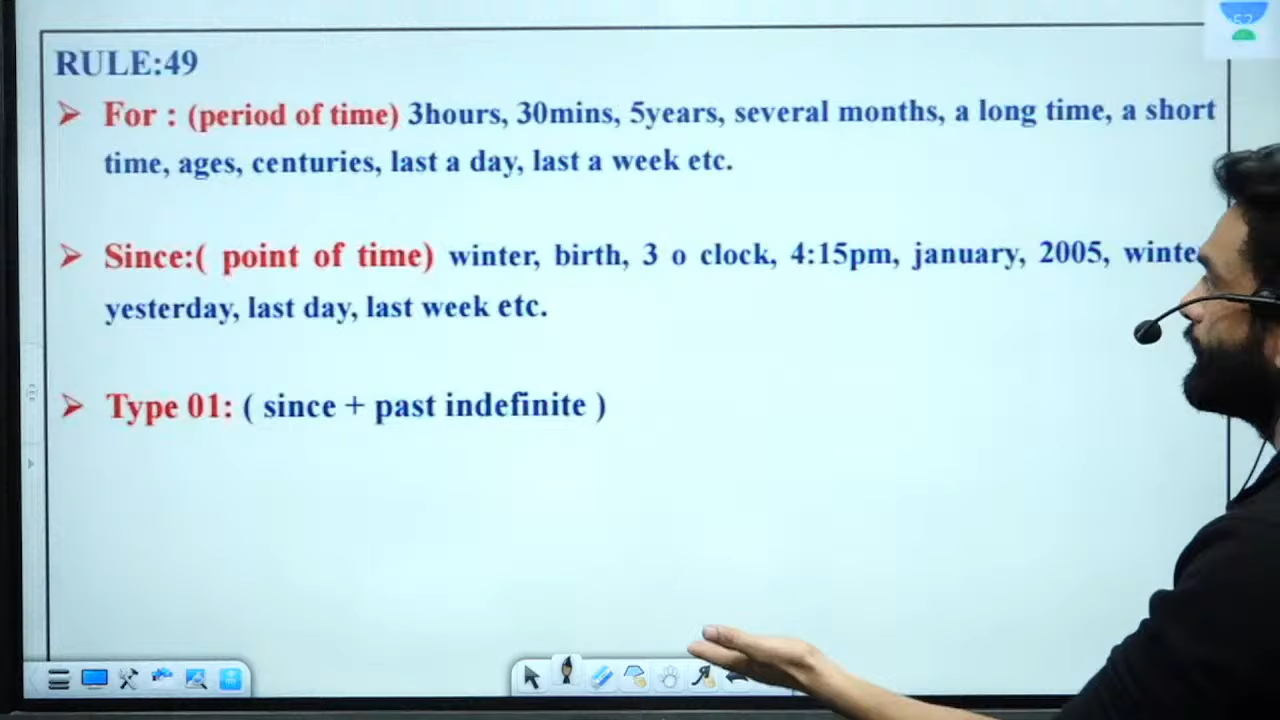 RULE:49
For : (period of time) 3hours, 30mins, 5years, several months, a long time, a short
time, ages, centuries, last a day, last a week etc.
Since:( point of time) winter, birth, 3 o clock, 4:15pm, january, 2005, winte
yesterday, last day, last week etc.
Type 01: ( since + past indefinite )